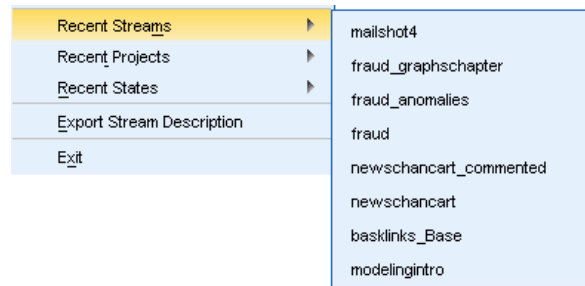 Recent Streams
Recent Projects
Recent States
Export Stream Description
Exit
mailshot4
fraud_graphschapter
fraud_anomalies
fraud
newschancart_commented
newschancart
basklinks_Base
modelingintro